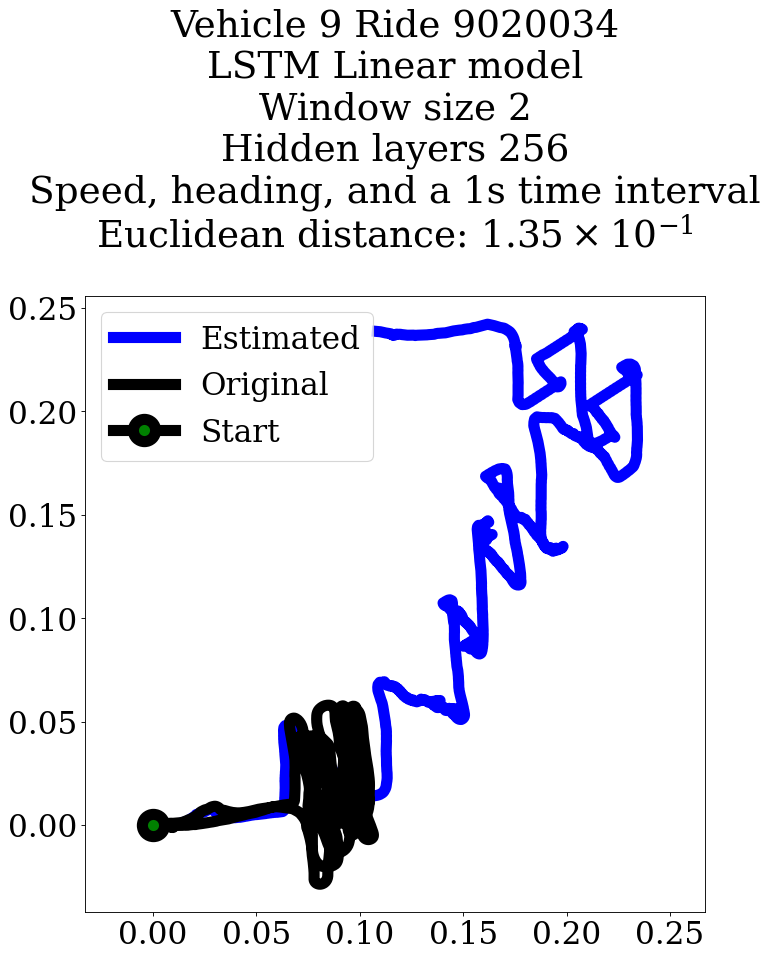 Vehicle 9 Ride 9020034
LSTM Linear model
Window size 2
Hidden layers 256
Speed, heading, and a 1s time interval
Euclidean distance: 1.35 × 10⁻¹
0.25
0.20
0.15
0.10
0.05
0.00
Estimated
Original
Start
0.00 0.05 0.10 0.15 0.20 0.25